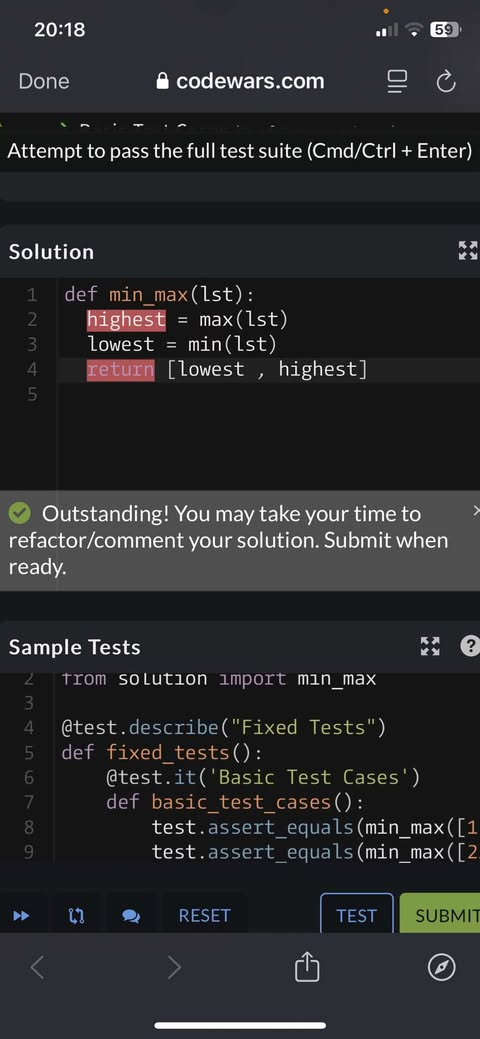 20:18
59
Done
codewars.com
Attempt to pass the full test suite (Cmd/Ctrl + Enter)
Solution
1 def min_max(lst):
2 highest = max(lst)
3 lowest = min(lst)
4 return [lowest , highest]
5
Outstanding! You may take your time to
refactor/comment your solution. Submit when
ready.
Sample Tests
2 from solution import min_max
3
4 @test.describe("Fixed Tests")
5 def fixed_tests():
6 @test.it('Basic Test Cases')
7 def basic_test_cases():
8 test.assert_equals(min_max([1
9 test.assert_equals(min_max([2
RESET
TEST
SUBMIT